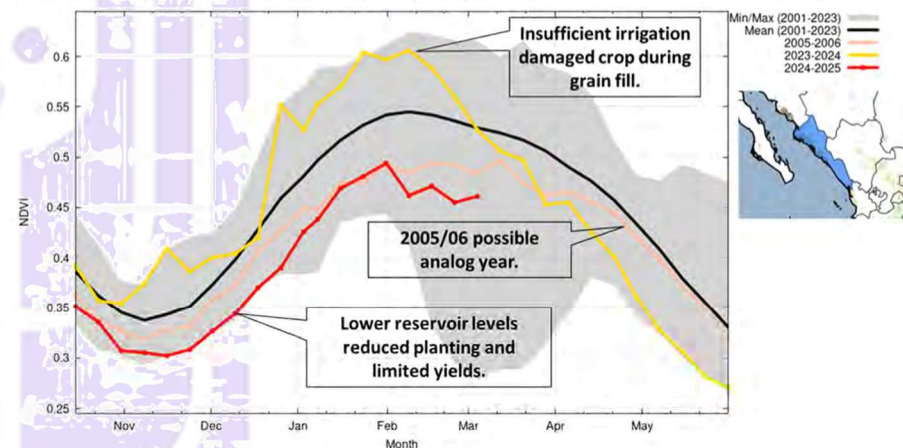 NDVI
0.6
0.55
0.5
0.45
0.4
0.35
0.3
0.25
Nov
Dec
Jan
Feb
Mar
Apr
May
Month
Insufficient irrigation
damaged crop during
grain fill.
2005/06 possible
analog year.
Lower reservoir levels
reduced planting and
limited yields.
Min/Max (2001-2023)
Mean (2001-2023)
2005-2006
2023-2024
2024-2025